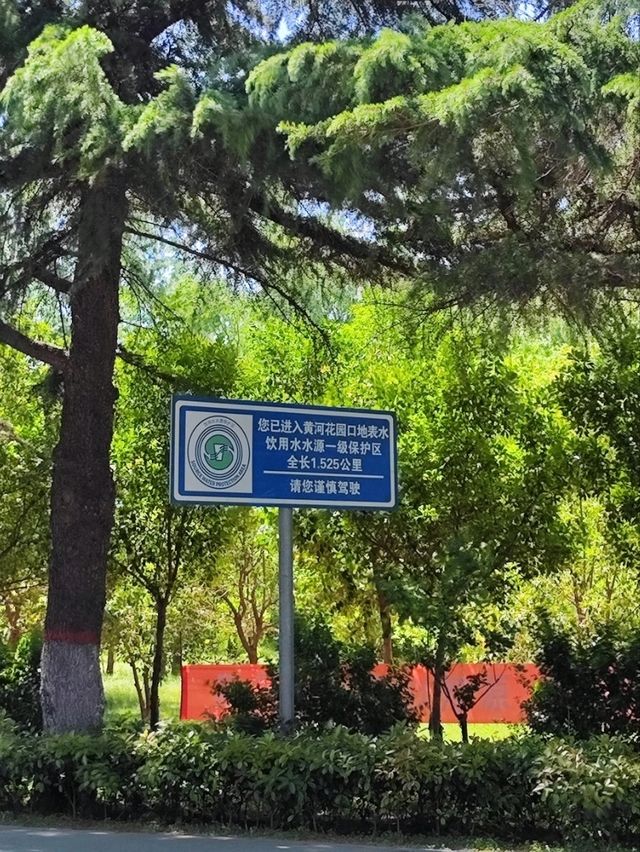 您已进入黄河花园口地表水
饮用水水源一级保护区
全长1.525公里
请您谨慎驾驶